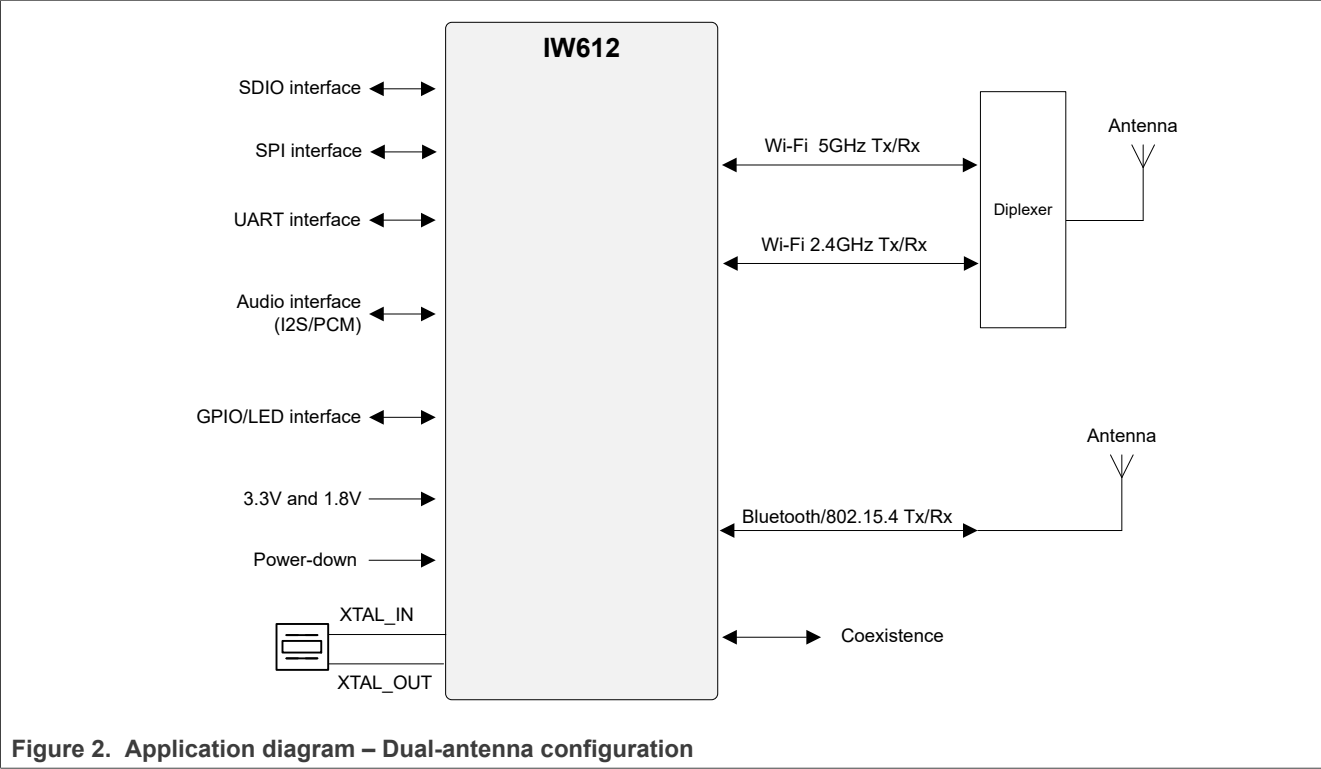 IW612
SDIO interface
SPI interface
UART interface
Audio interface
(I2S/PCM)
GPIO/LED interface
3.3V and 1.8V
Power-down
XTAL_IN
XTAL_OUT
Wi-Fi 5GHz Tx/Rx
Wi-Fi 2.4GHz Tx/Rx
Diplexer
Antenna
Antenna
Bluetooth/802.15.4 Tx/Rx
Coexistence
Figure 2. Application diagram – Dual-antenna configuration